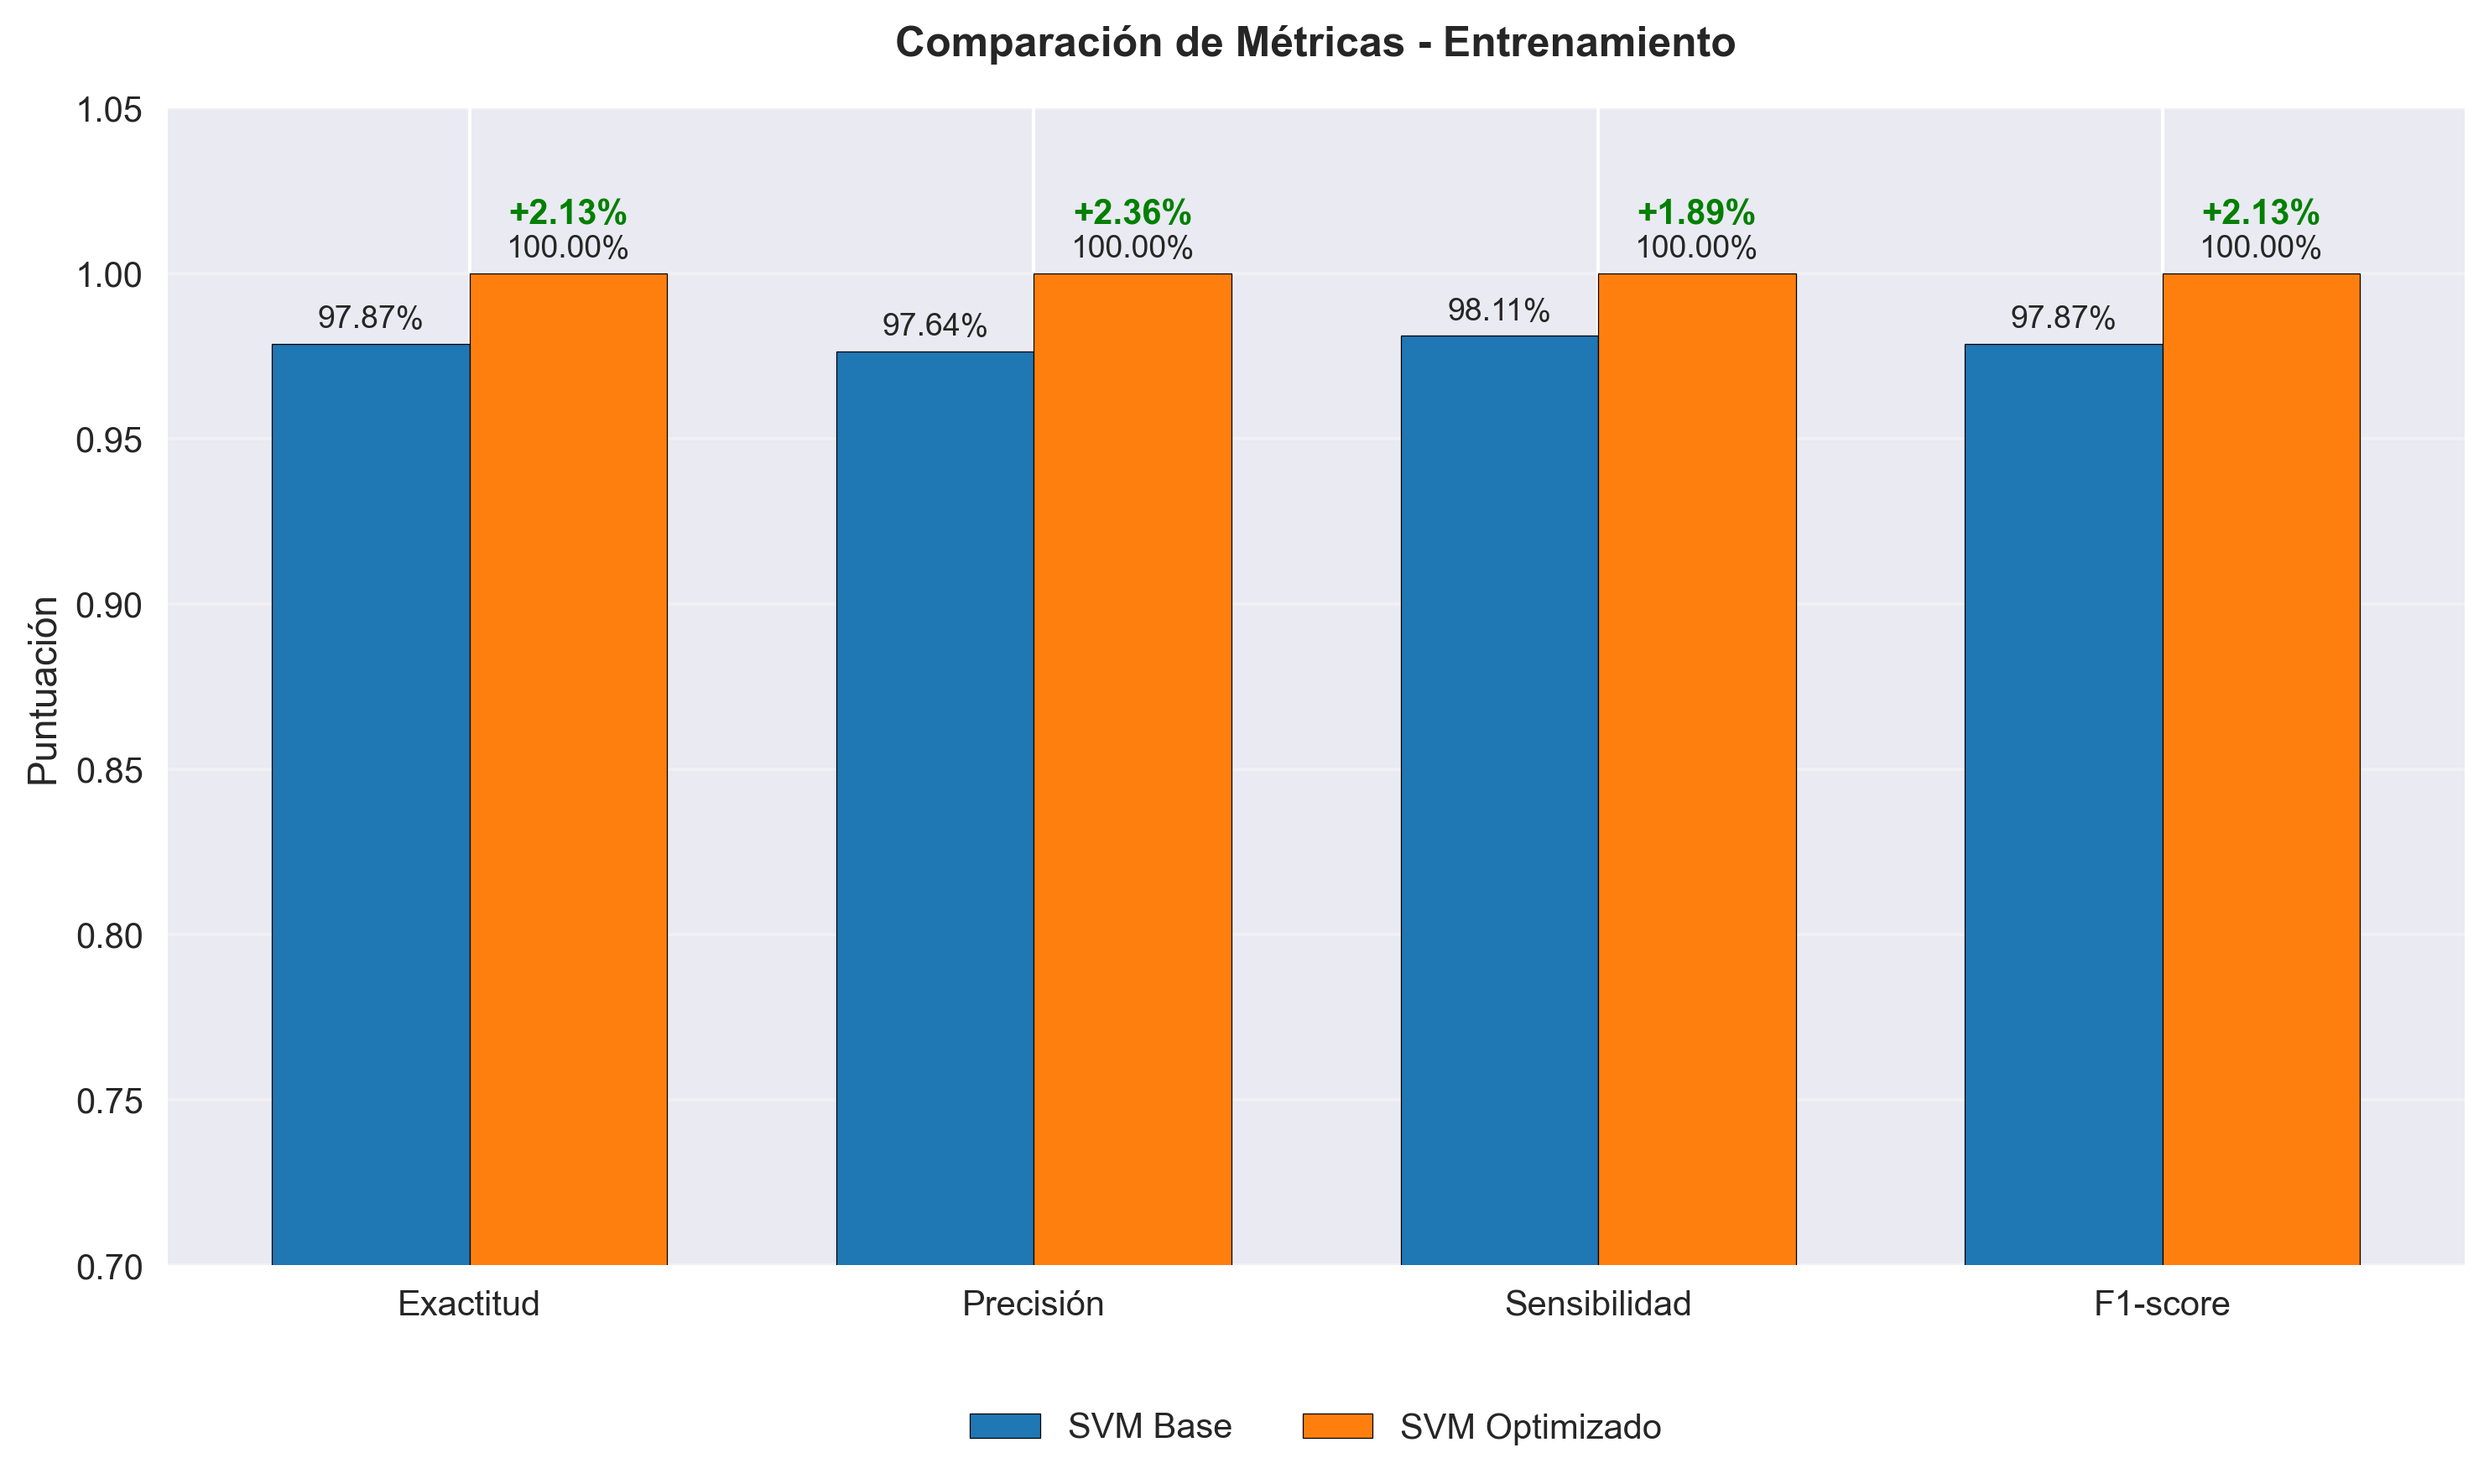 Comparación de Métricas - Entrenamiento
1.05
1.00
0.95
0.90
0.85
0.80
0.75
0.70
Puntuación
97.87%
+2.13%
100.00%
97.64%
+2.36%
100.00%
98.11%
+1.89%
100.00%
97.87%
+2.13%
100.00%
Exactitud
Precisión
Sensibilidad
F1-score
SVM Base
SVM Optimizado